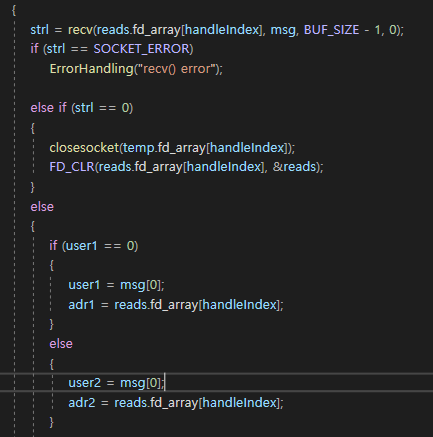 {
strl = recv(reads.fd_array[handleIndex], msg, BUF_SIZE - 1, 0);
if (strl == SOCKET_ERROR)
ErrorHandling("recv() error");
else if (strl == 0)
{
closesocket(temp.fd_array[handleIndex]);
FD_CLR(reads.fd_array[handleIndex], &reads);
}
else
{
if (user1 == 0)
{
user1 = msg[0];
adr1 = reads.fd_array[handleIndex];
}
else
{
user2 = msg[0];
adr2 = reads.fd_array[handleIndex];
}